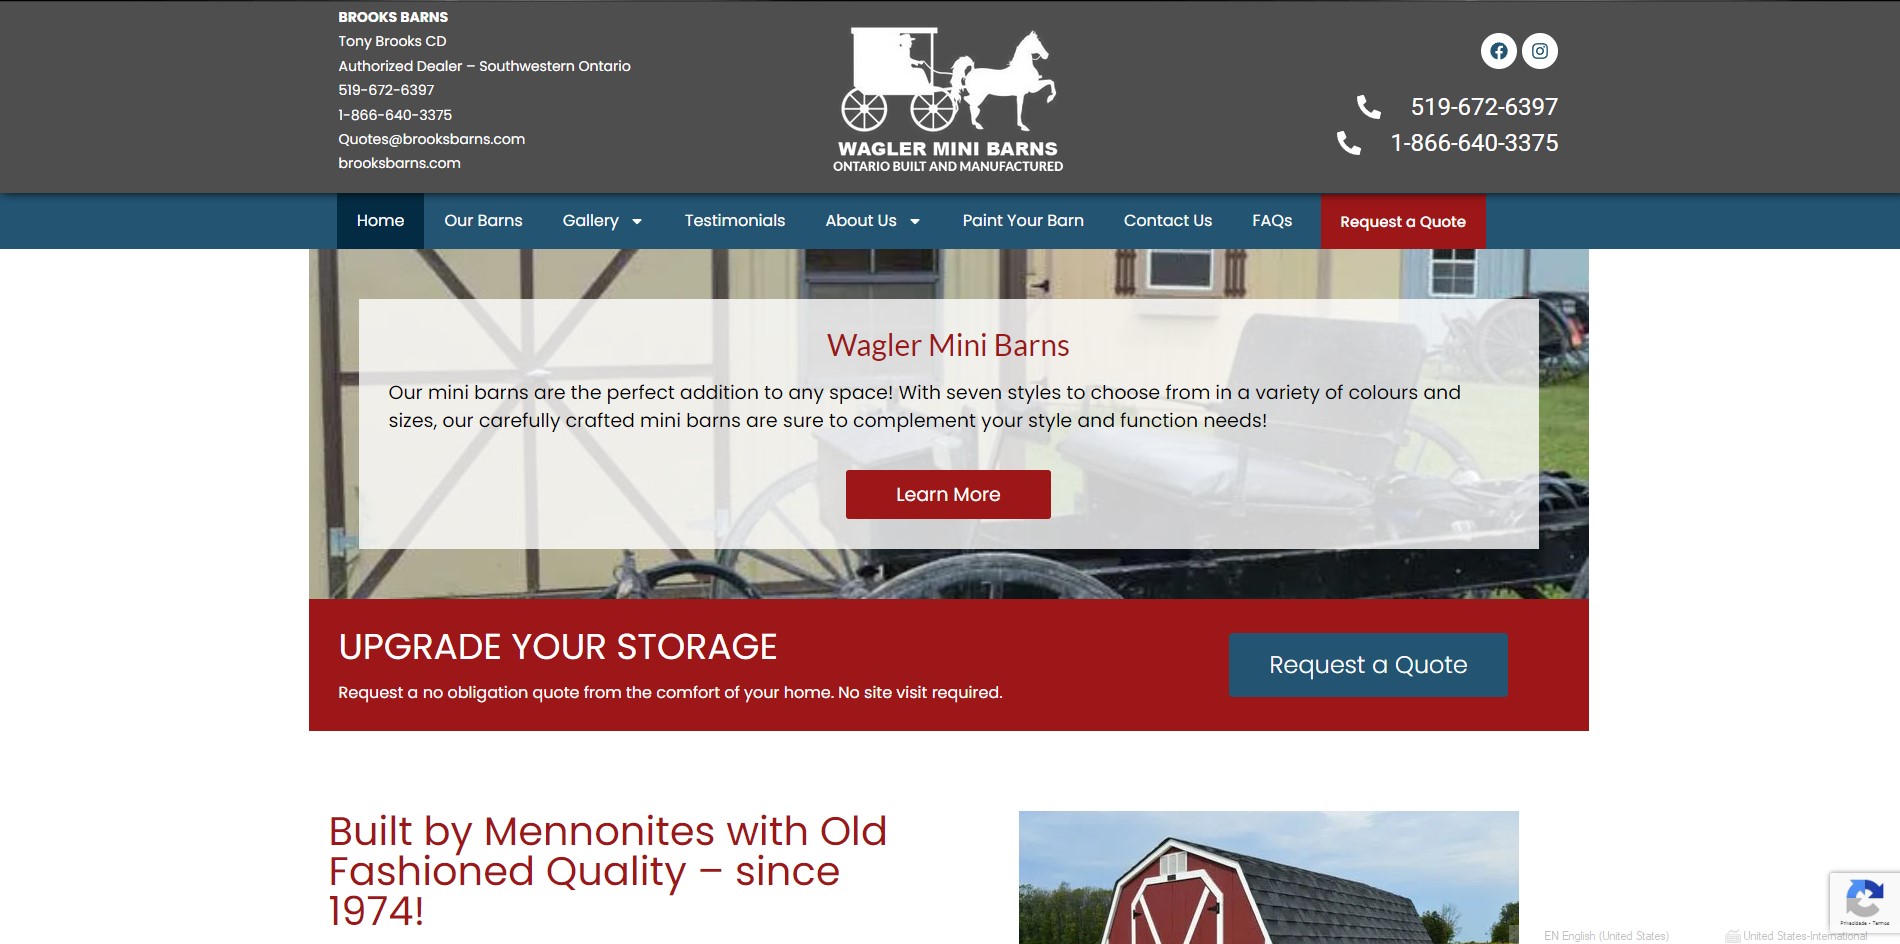 BROOKS BARNS
Tony Brooks CD
Authorized Dealer – Southwestern Ontario
519-672-6397
1-866-640-3375
Quotes@brooksbarns.com
brooksbarns.com
WAGLER MINI BARNS
ONTARIO BUILT AND MANUFACTURED
519-672-6397
1-866-640-3375
Home Our Barns Gallery Testimonials About Us Paint Your Barn Contact Us FAQs Request a Quote
Wagler Mini Barns
Our mini barns are the perfect addition to any space! With seven styles to choose from in a variety of colours and
sizes, our carefully crafted mini barns are sure to complement your style and function needs!
Learn More
UPGRADE YOUR STORAGE
Request a no obligation quote from the comfort of your home. No site visit required.
Request a Quote
Built by Mennonites with Old
Fashioned Quality – since
1974!
Privacidade - Termos
EN English (United States) United States-International